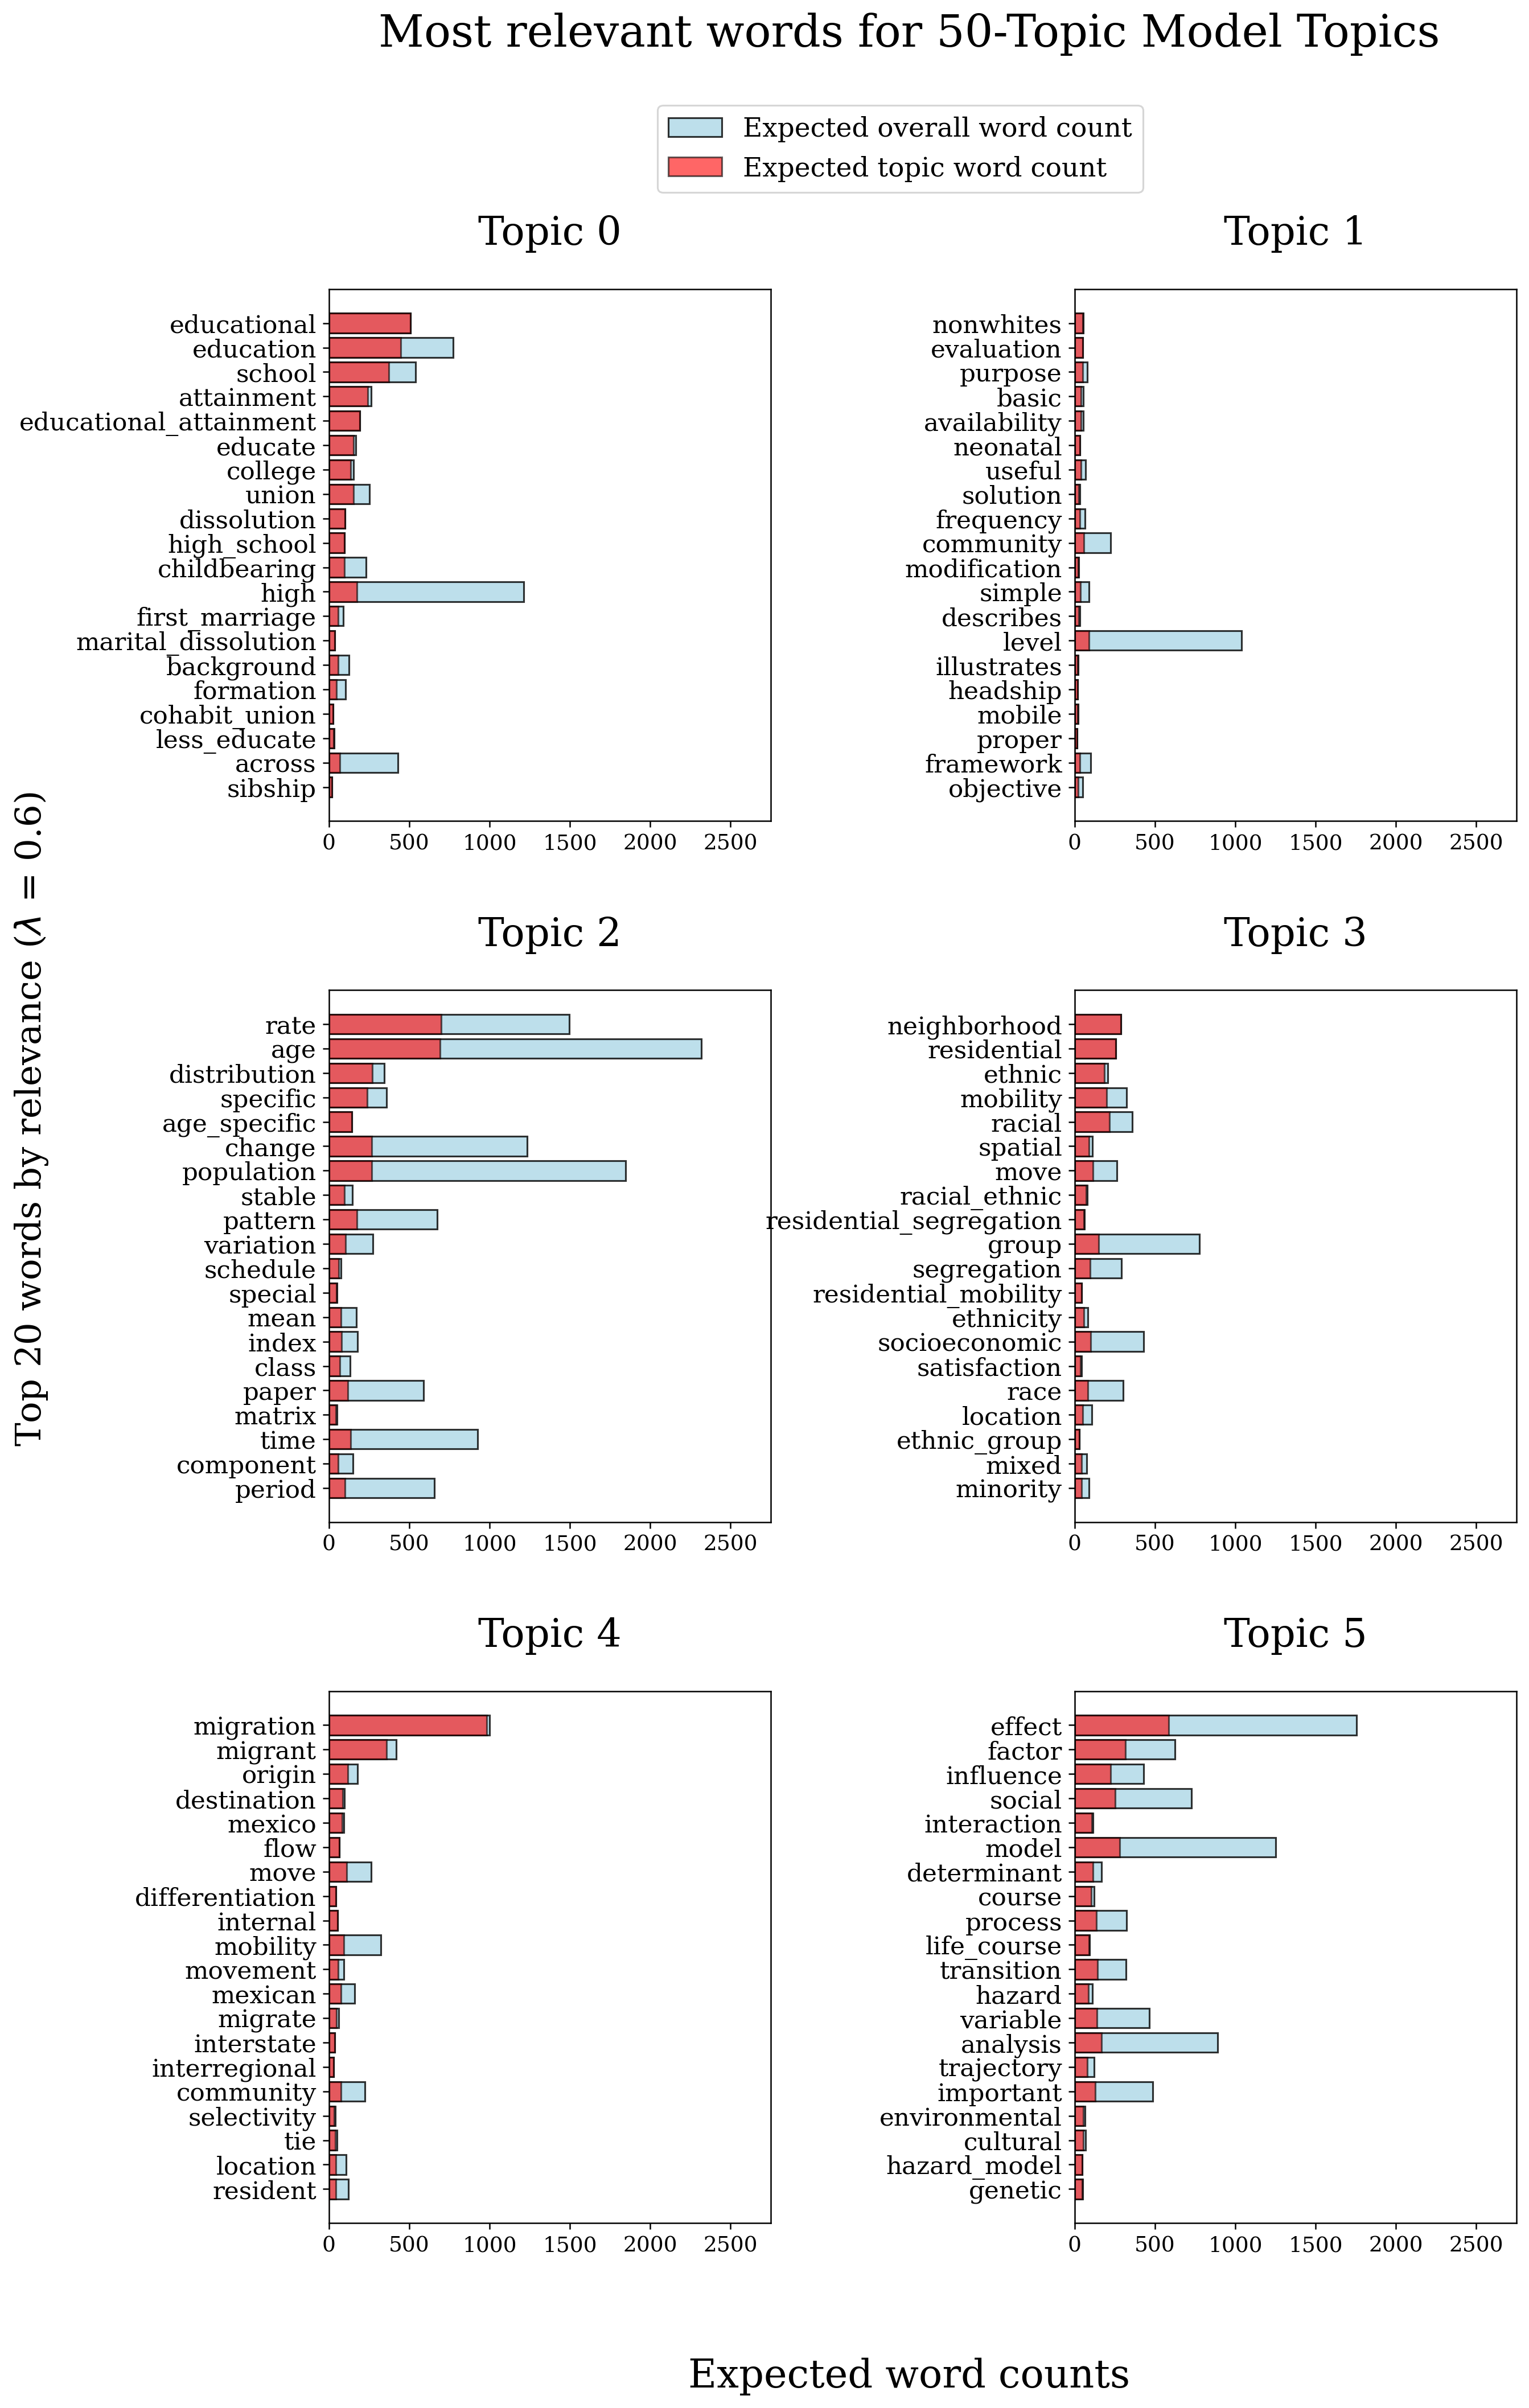 Most relevant words for 50-Topic Model Topics
Expected overall word count
Expected topic word count
Top 20 words by relevance (λ = 0.6)
Topic 0
educational
education
school
attainment
educational_attainment
educate
college
union
dissolution
high_school
childbearing
high
first_marriage
marital_dissolution
background
formation
cohabit_union
less_educate
across
sibship
0 500 1000 1500 2000 2500
Topic 1
nonwhites
evaluation
purpose
basic
availability
neonatal
useful
solution
frequency
community
modification
simple
describes
level
illustrates
headship
mobile
proper
framework
objective
0 500 1000 1500 2000 2500
Topic 2
rate
age
distribution
specific
age_specific
change
population
stable
pattern
variation
schedule
special
mean
index
class
paper
matrix
time
component
period
0 500 1000 1500 2000 2500
Topic 3
neighborhood
residential
ethnic
mobility
racial
spatial
move
racial_ethnic
residential_segregation
group
segregation
residential_mobility
ethnicity
socioeconomic
satisfaction
race
location
ethnic_group
mixed
minority
0 500 1000 1500 2000 2500
Topic 4
migration
migrant
origin
destination
mexico
flow
move
differentiation
internal
mobility
movement
mexican
migrate
interstate
interregional
community
selectivity
tie
location
resident
0 500 1000 1500 2000 2500
Topic 5
effect
factor
influence
social
interaction
model
determinant
course
process
life_course
transition
hazard
variable
analysis
trajectory
important
environmental
cultural
hazard_model
genetic
0 500 1000 1500 2000 2500
Expected word counts